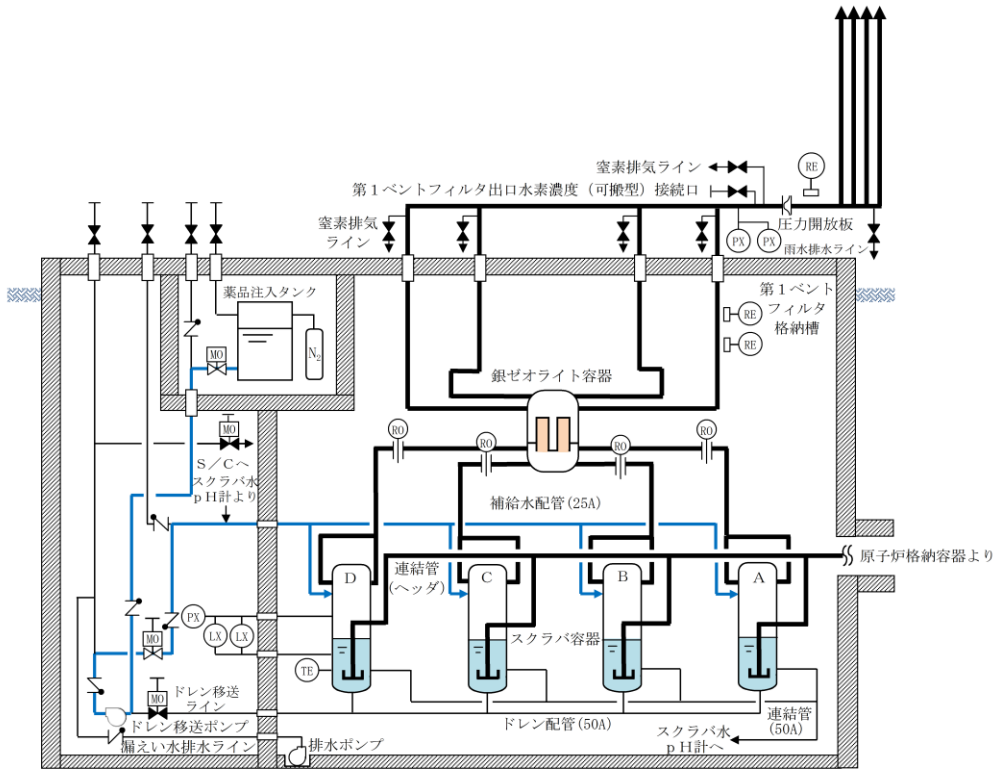 RE
窒素排気ライン
第1ベントフィルタ出口水素濃度（可搬型）接続口
窒素排気
ライン
圧力開放板
PX
PX
雨水排水ライン
薬品注入タンク
N2
MO
第1ベント
フィルタ
格納槽
RE
RE
銀ゼオライト容器
MO
RO
RO
RO
RO
S／Cへ
スクラバ水
pH計より
補給水配管(25A)
原子炉格納容器より
連結管
(ヘッダ)
D
C
B
A
スクラバ容器
PX
LX
LX
MO
TE
MO
ドレン移送
ライン
ドレン移送ポンプ
漏えい水排水ライン
排水ポンプ
ドレン配管(50A)
連結管
(50A)
スクラバ水
pH計へ